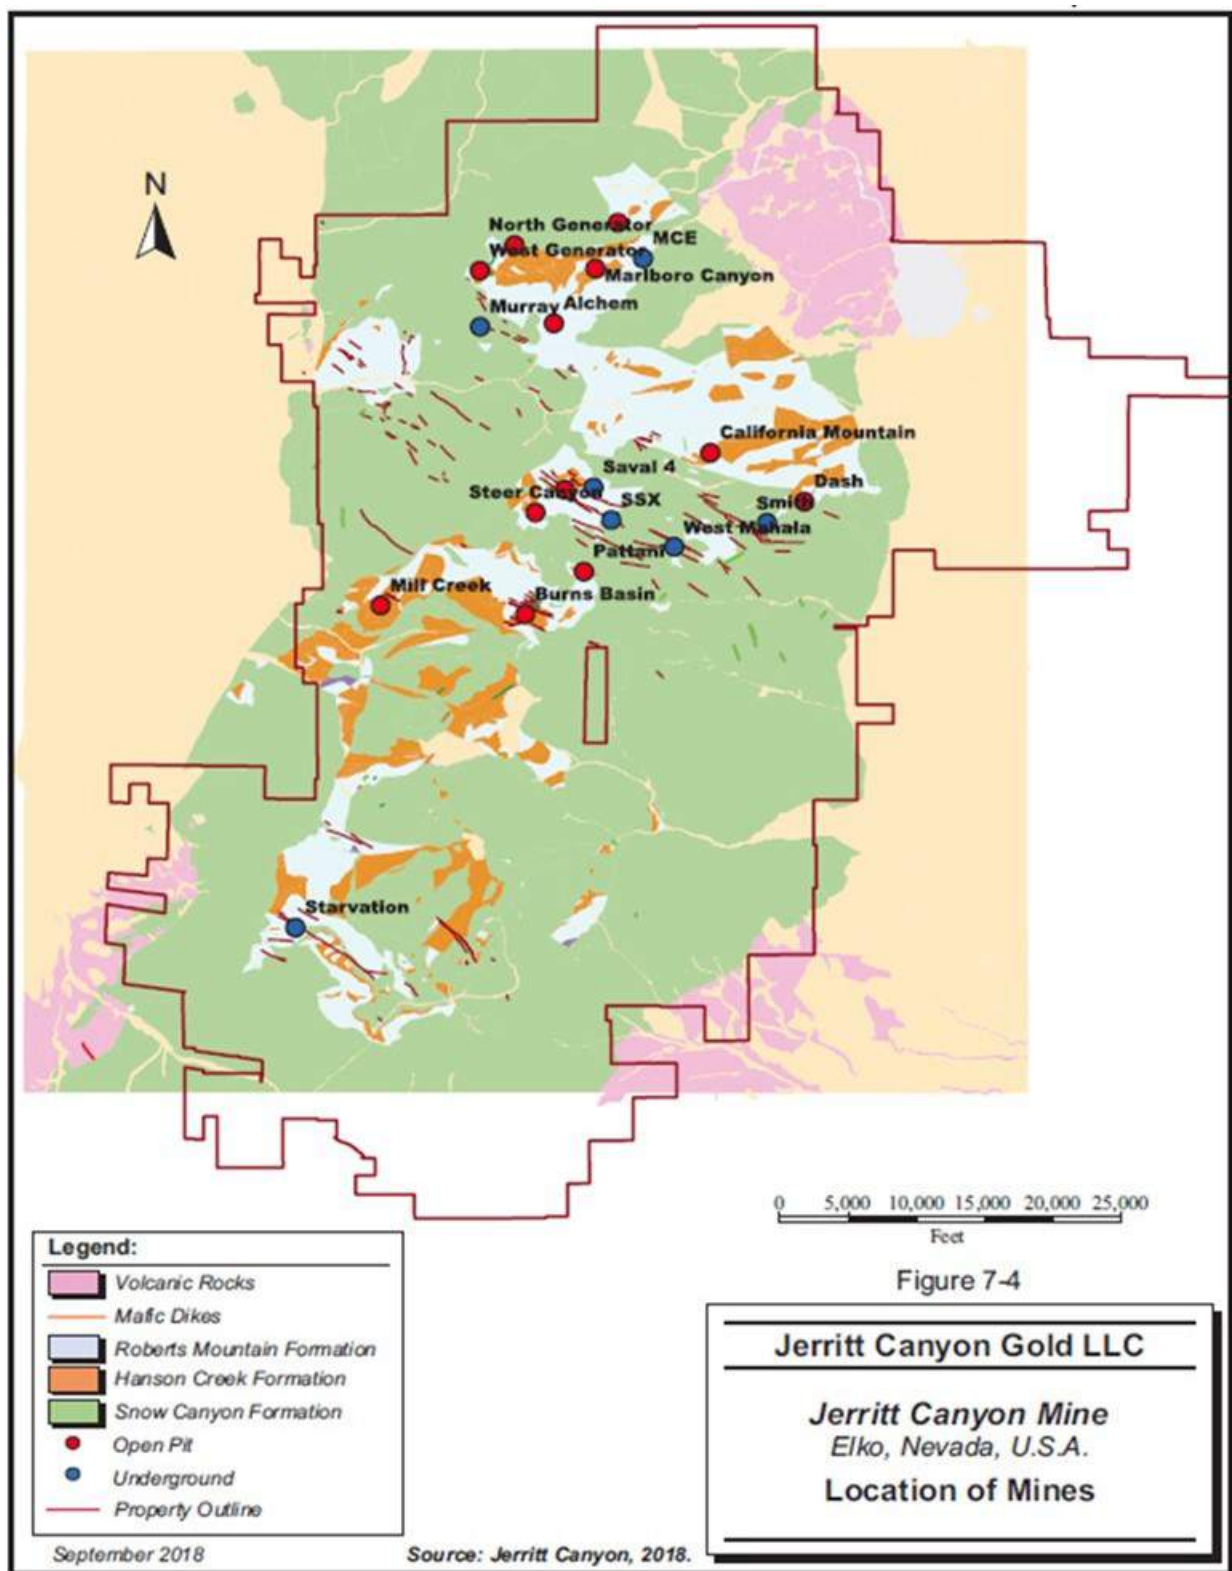 N
North Generator
MCE
West Generator
Marlboro Canyon
Murray
Alchem
California Mountain
Saval 4
Dash
Steer Canyon
SSX
Smith
West Mahala
Pattani
Mill Creek
Burns Basin
Starvation
0 5,000 10,000 15,000 20,000 25,000
Feet
Figure 7-4
Legend:
Volcanic Rocks
Mafic Dikes
Roberts Mountain Formation
Hanson Creek Formation
Snow Canyon Formation
Open Pit
Underground
Property Outline
Jerritt Canyon Gold LLC
Jerritt Canyon Mine
Elko, Nevada, U.S.A.
Location of Mines
September 2018
Source: Jerritt Canyon, 2018.